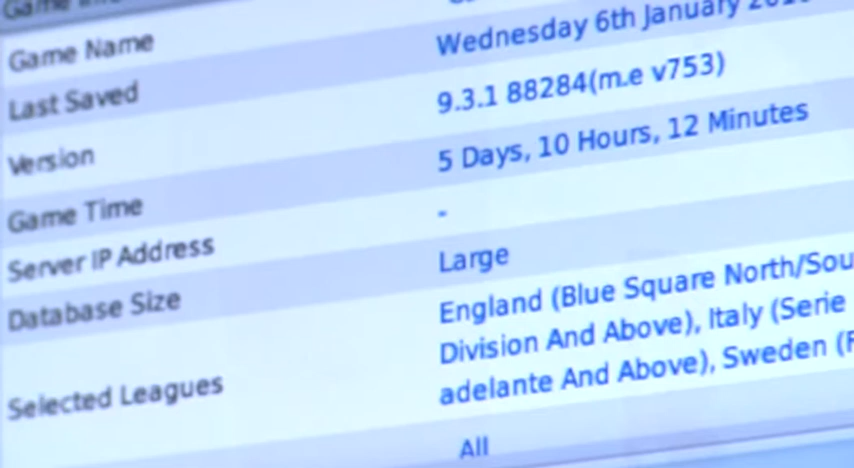 Game Info
Game Name
Last Saved Wednesday 6th January
Version 9.3.1 88284(m.e v753)
Game Time 5 Days, 10 Hours, 12 Minutes
Server IP Address -
Database Size Large
Selected Leagues England (Blue Square North/Sou
Division And Above), Italy (Serie
adelante And Above), Sweden (F
All